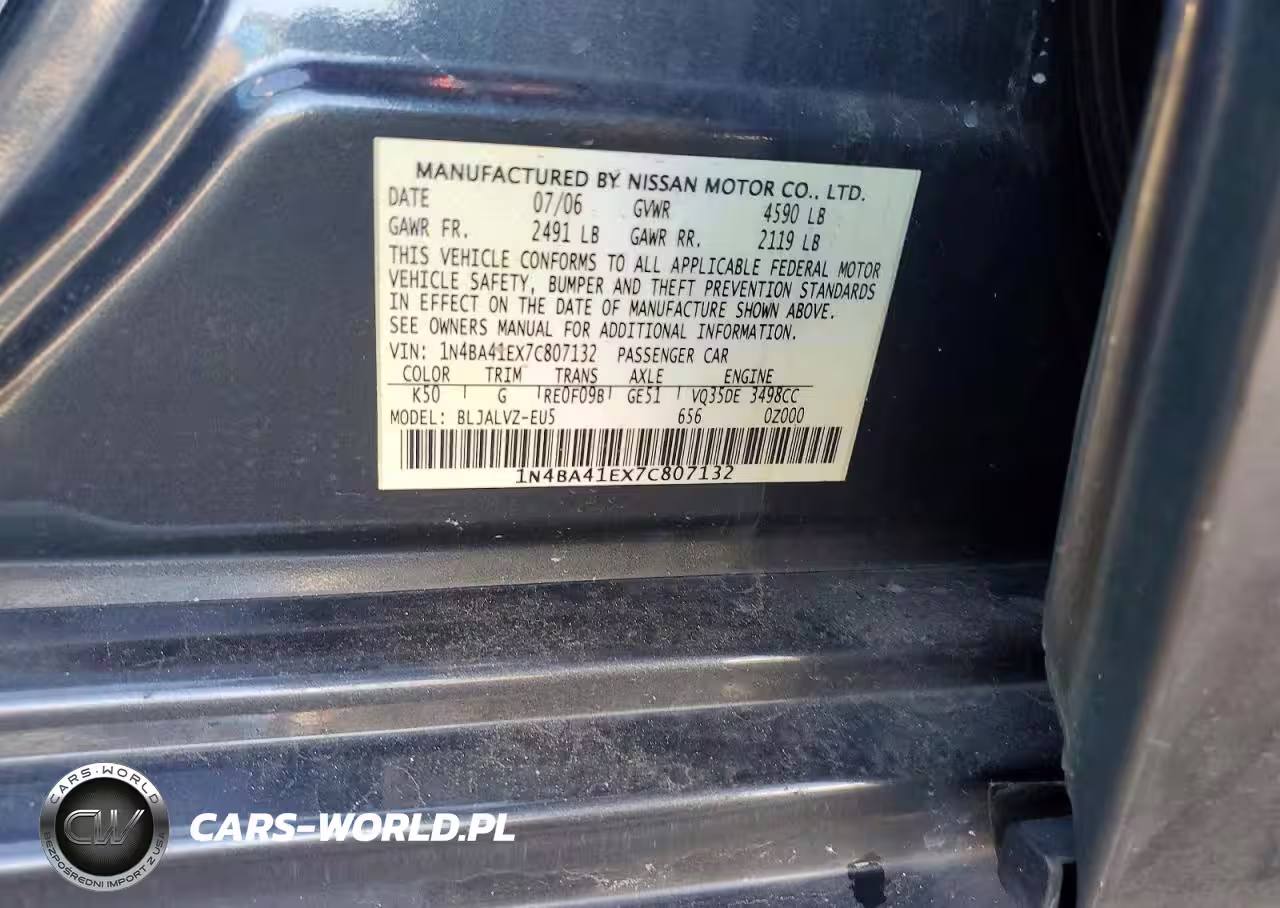 MANUFACTURED BY NISSAN MOTOR CO., LTD.
DATE 07/06 GVWR 4590 LB
GAWR FR. 2491 LB GAWR RR. 2119 LB
THIS VEHICLE CONFORMS TO ALL APPLICABLE FEDERAL MOTOR
VEHICLE SAFETY, BUMPER AND THEFT PREVENTION STANDARDS
IN EFFECT ON THE DATE OF MANUFACTURE SHOWN ABOVE.
SEE OWNERS MANUAL FOR ADDITIONAL INFORMATION.
VIN: 1N4BA41EX7C807132 PASSENGER CAR
COLOR TRIM TRANS AXLE ENGINE
K50 G RE0F09B GE51 VQ35DE 3498CC
MODEL: BLJALVZ-EU5 656 0Z000
1N4BA41EX7C807132
CARS-WORLD
CW
BEZPOŚREDNI IMPORT Z USA
CARS-WORLD.PL